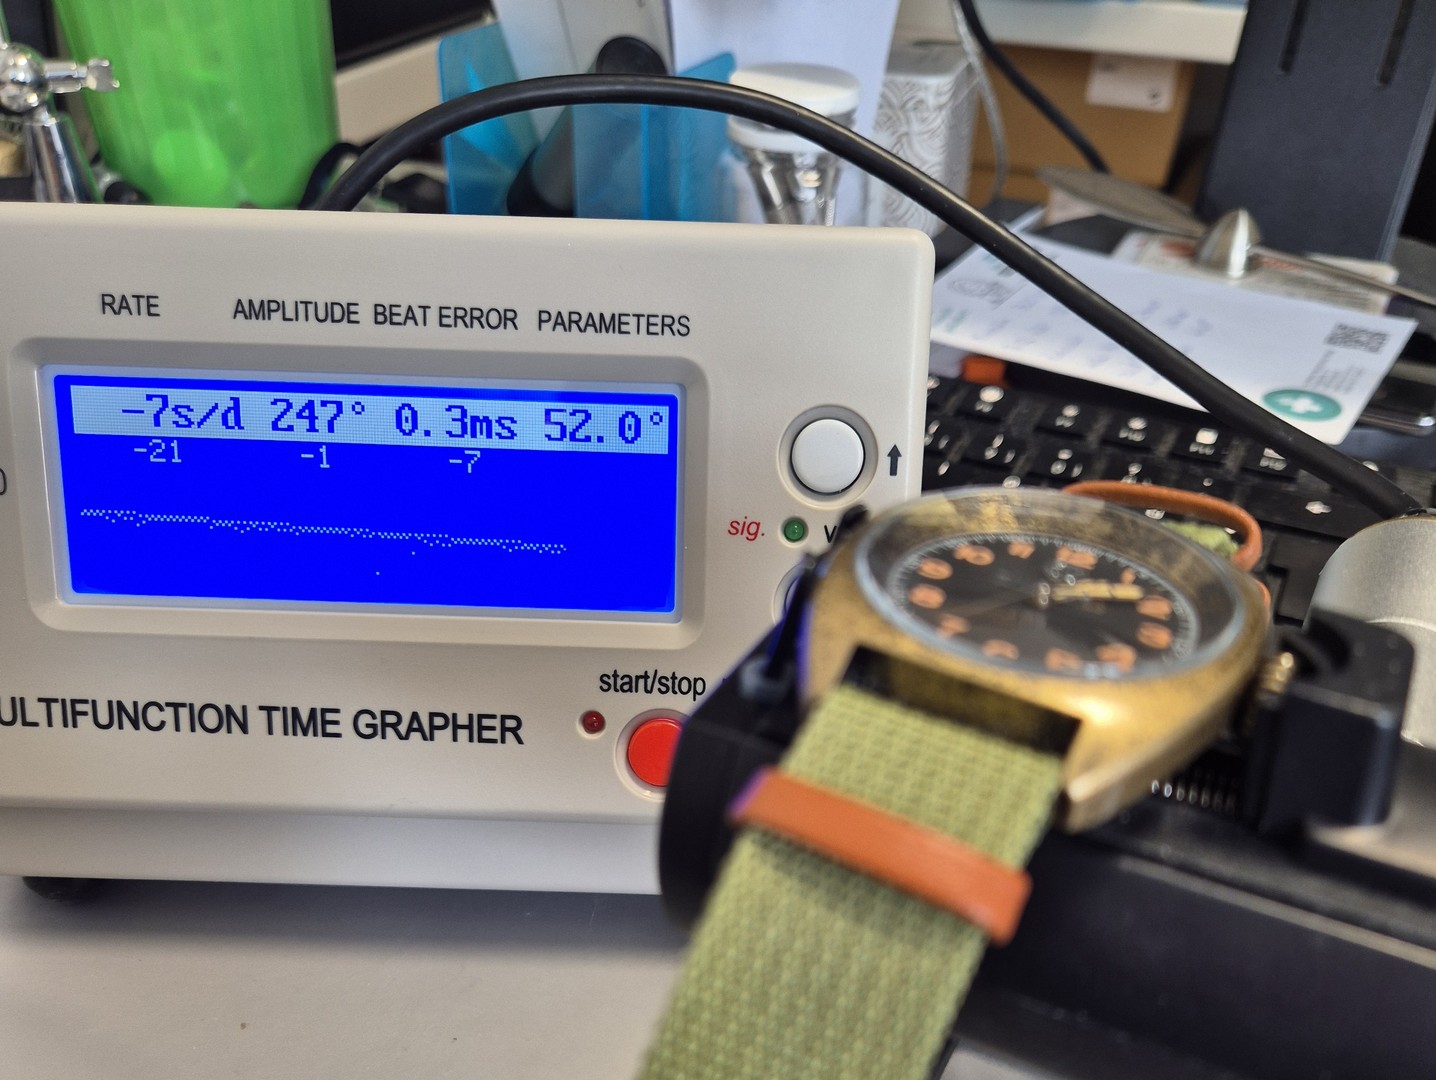 RATE AMPLITUDE BEAT ERROR PARAMETERS
-7s/d 247° 0.3ms 52.0°
-21 -1 -7
sig.
start/stop
ULTIFUNCTION TIME GRAPHER
12